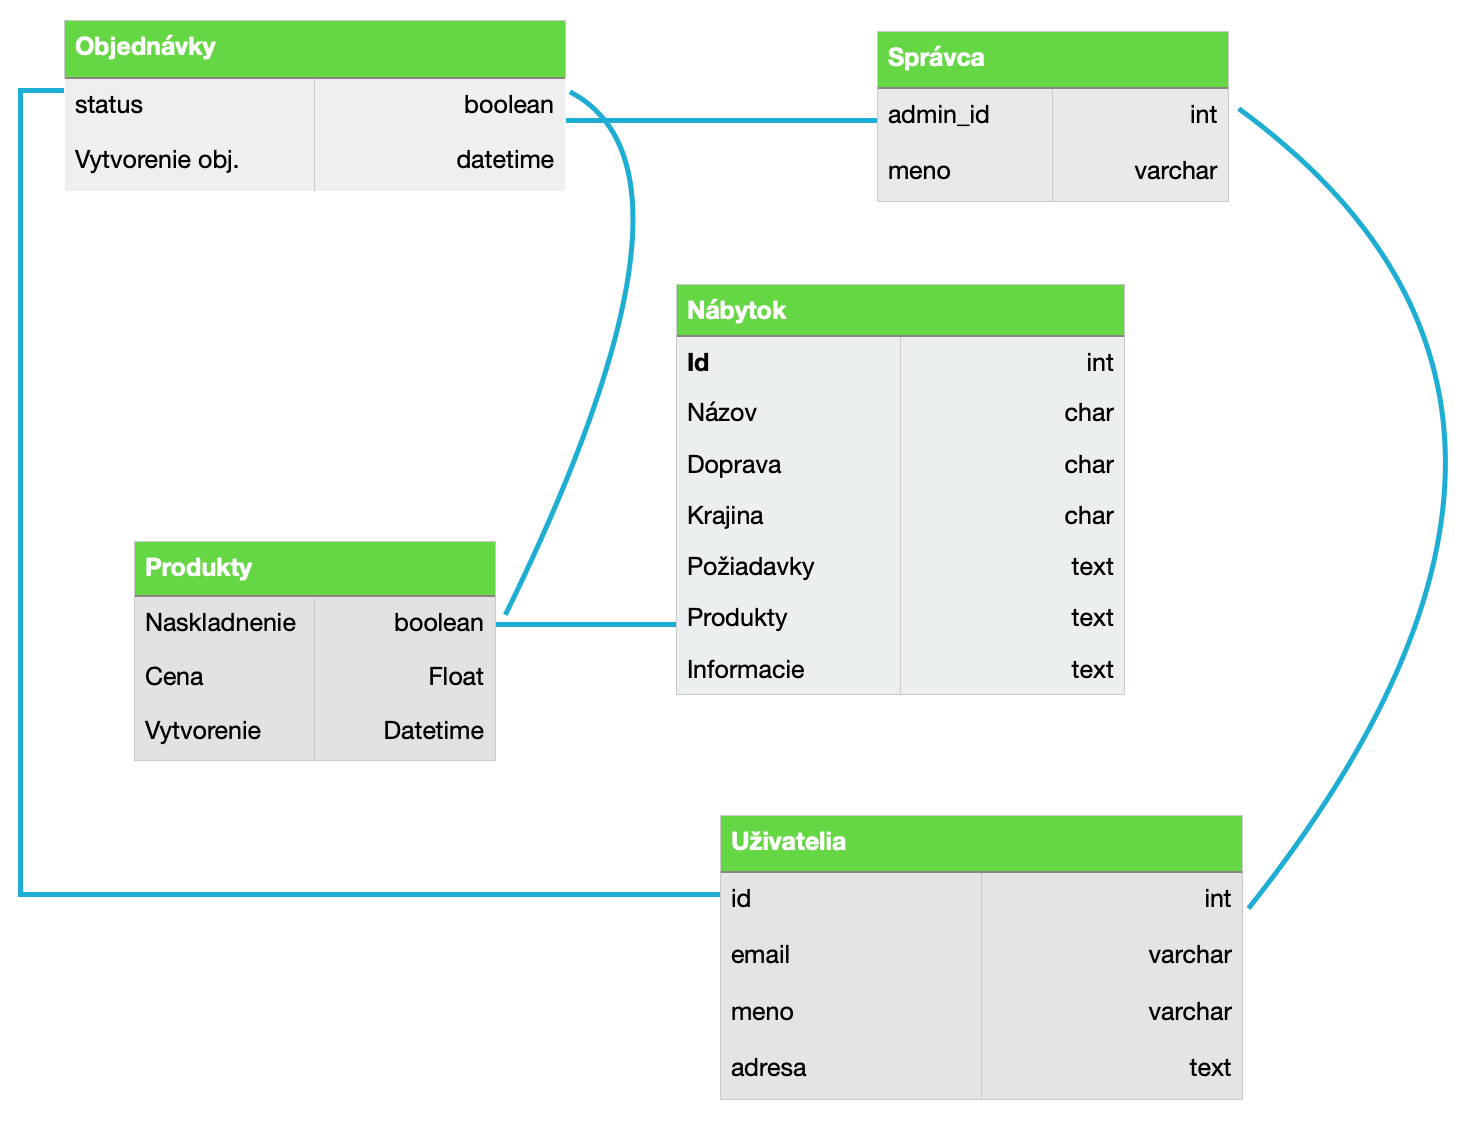 Objednávky
status boolean
Vytvorenie obj. datetime
Správca
admin_id int
meno varchar
Nábytok
Id int
Názov char
Doprava char
Krajina char
Požiadavky text
Produkty text
Informacie text
Produkty
Naskladnenie boolean
Cena Float
Vytvorenie Datetime
Uživatelia
id int
email varchar
meno varchar
adresa text